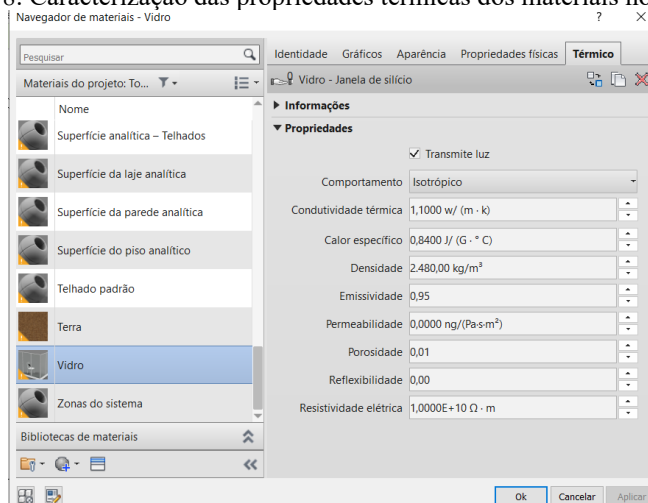 8. Caracterização das propriedades térmicas dos materiais no
Navegador de materiais - Vidro
?
Pesquisar
Materiais do projeto: To...
Nome
Superfície analítica – Telhados
Superfície da laje analítica
Superfície da parede analítica
Superfície do piso analítico
Telhado padrão
Terra
Vidro
Zonas do sistema
Bibliotecas de materiais
Identidade Gráficos Aparência Propriedades físicas Térmico
Vidro - Janela de silício
Informações
Propriedades
Transmite luz
Comportamento Isotrópico
Condutividade térmica 1,1000 w/ (m · k)
Calor específico 0,8400 J/ (G · ° C)
Densidade 2.480,00 kg/m³
Emissividade 0,95
Permeabilidade 0,0000 ng/(Pa·s·m²)
Porosidade 0,01
Reflexibilidade 0,00
Resistividade elétrica 1,0000E+10 Ω · m
Ok Cancelar Aplicar